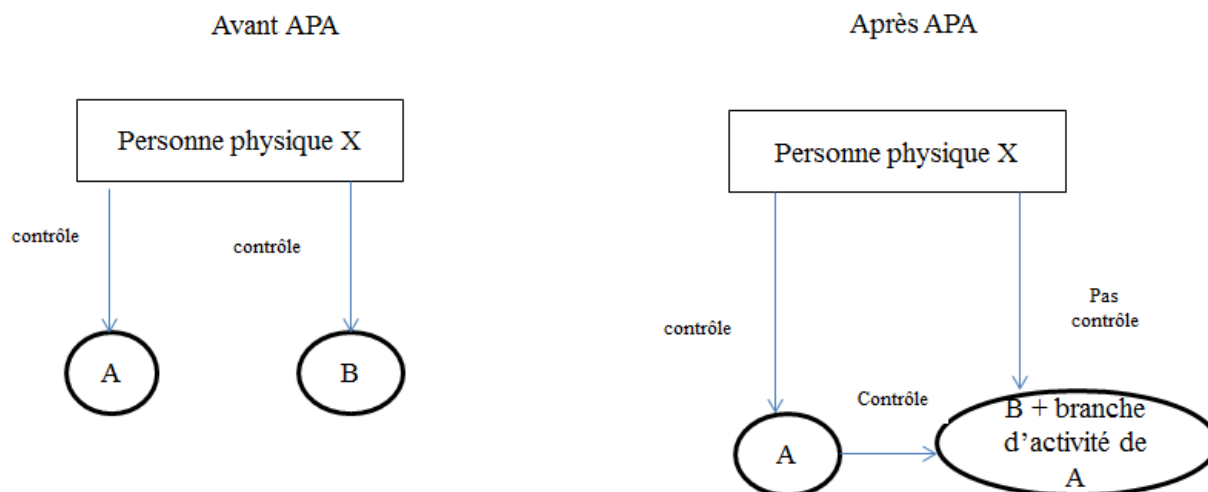 Avant APA
Personne physique X
contrôle
contrôle
A
B
Après APA
Personne physique X
contrôle
Pas
contrôle
Contrôle
A
B + branche
d'activité de
A